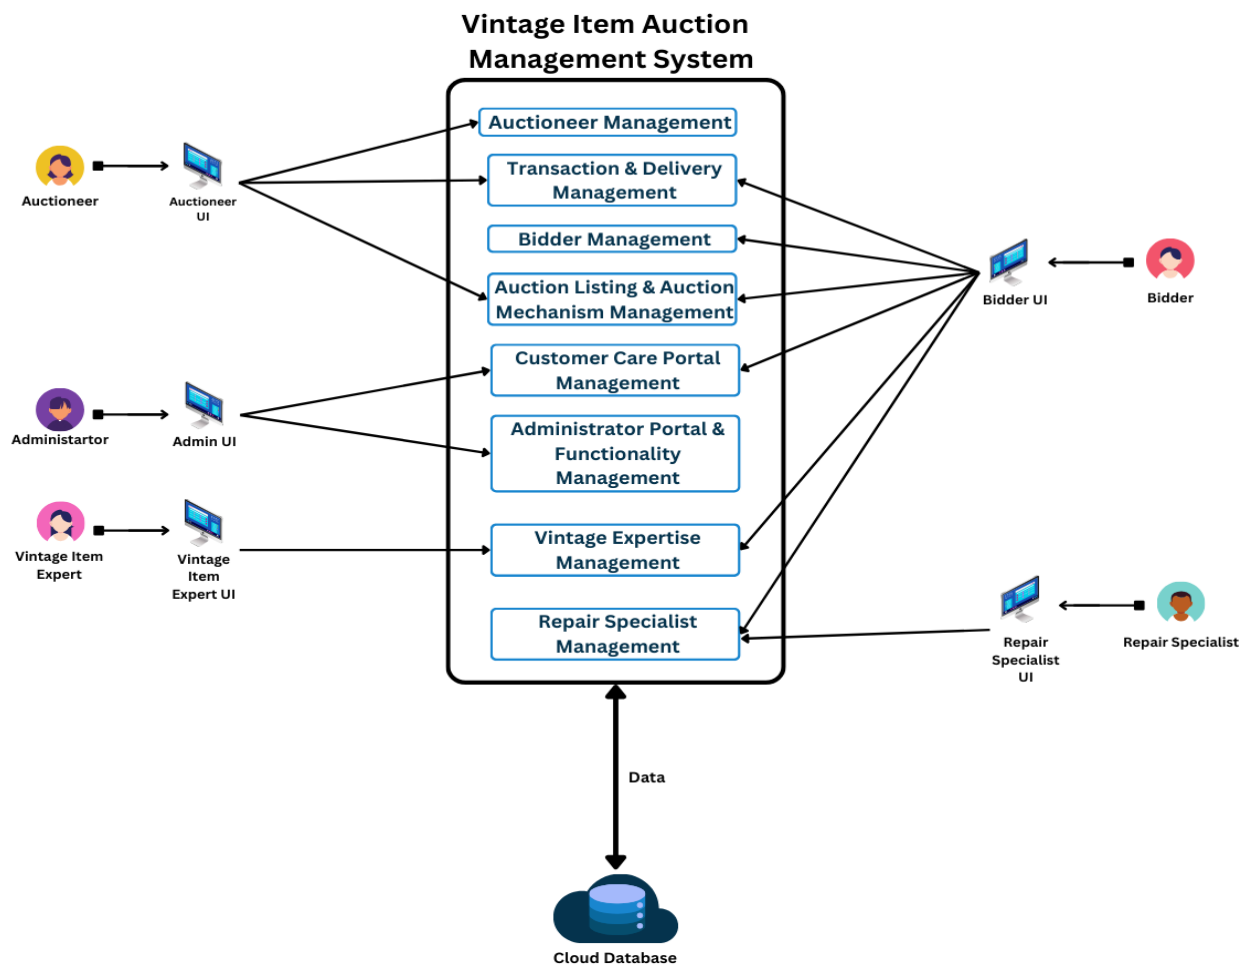 Vintage Item Auction
Management System
Auctioneer Management
Transaction & Delivery
Management
Bidder Management
Auction Listing & Auction
Mechanism Management
Customer Care Portal
Management
Administrator Portal &
Functionality
Management
Vintage Expertise
Management
Repair Specialist
Management
Auctioneer
Auctioneer
UI
Administartor
Admin UI
Vintage Item
Expert
Vintage
Item
Expert UI
Bidder UI
Bidder
Repair
Specialist
UI
Repair Specialist
Data
Cloud Database